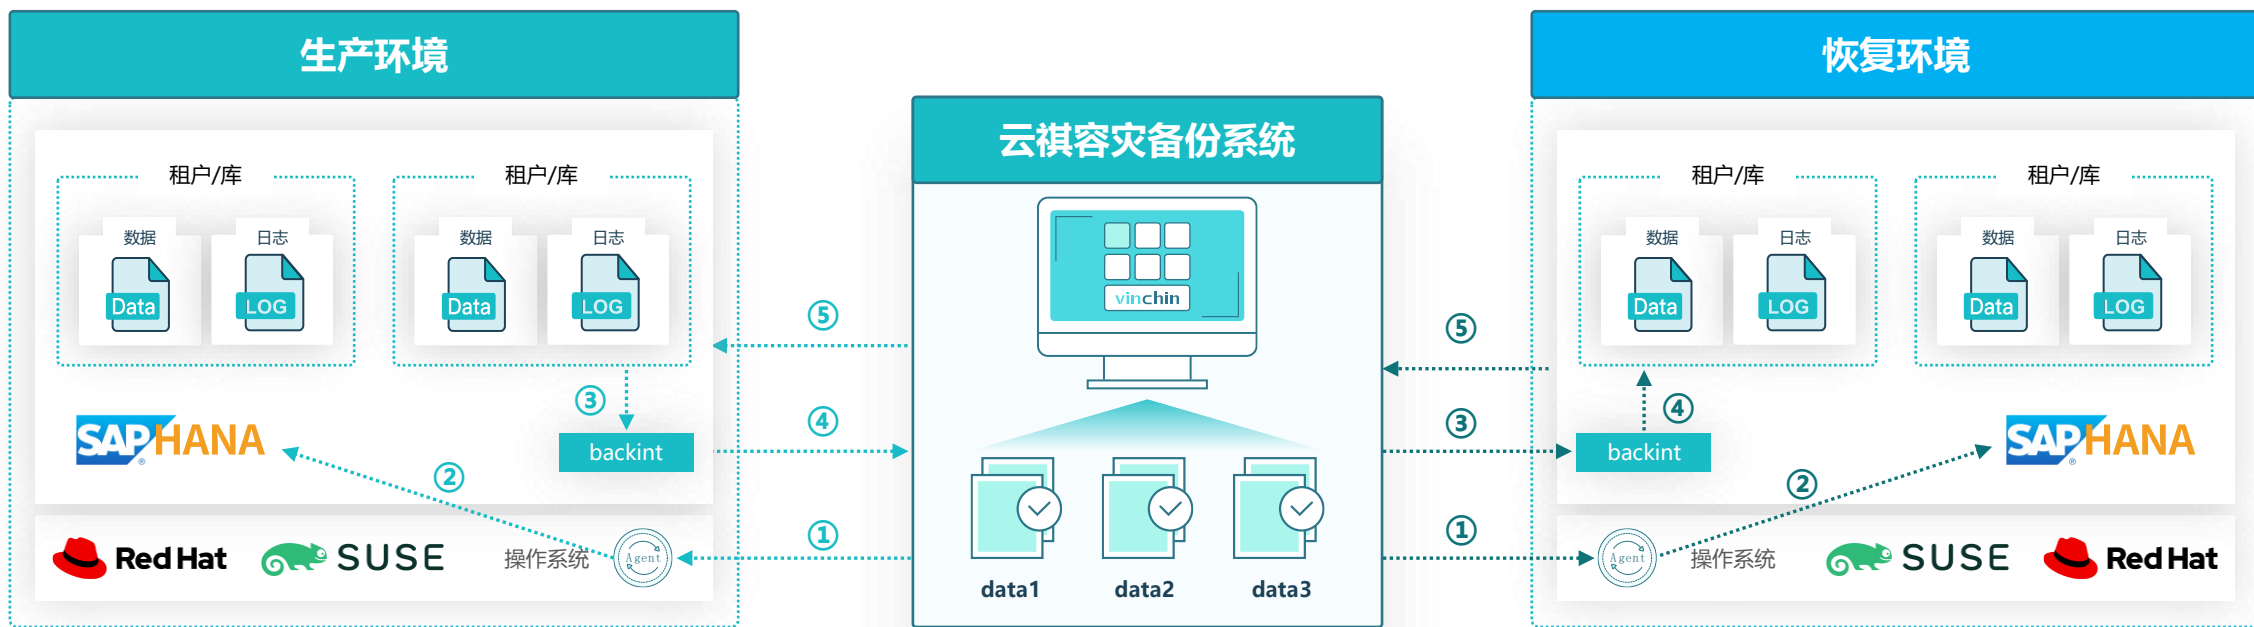 生产环境
租户/库
租户/库
数据
日志
数据
日志
Data
LOG
Data
LOG
③
SAP HANA
®
backint
②
Red Hat
SUSE
操作系统
Agent
⑤
④
①
云祺容灾备份系统
vinchin
data1
data2
data3
⑤
③
①
恢复环境
租户/库
租户/库
数据
日志
数据
日志
Data
LOG
Data
LOG
④
backint
SAP HANA
®
②
Agent
操作系统
SUSE
Red Hat